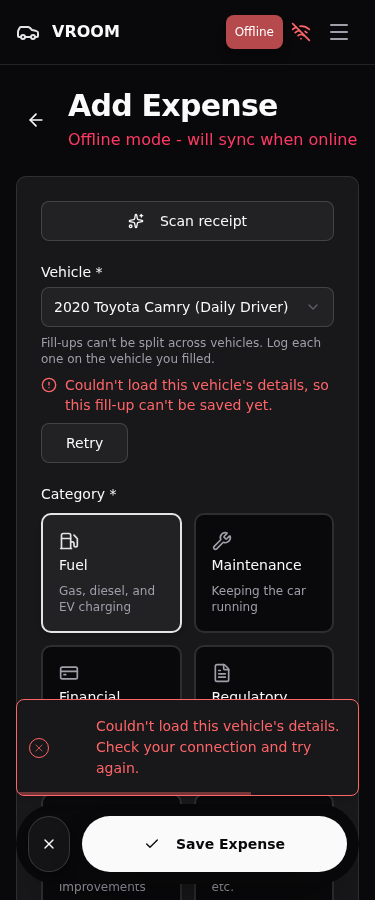 VROOM
Offline
Add Expense
Offline mode - will sync when online
Scan receipt
Vehicle *
2020 Toyota Camry (Daily Driver)
Fill-ups can't be split across vehicles. Log each
one on the vehicle you filled.
Couldn't load this vehicle's details, so
this fill-up can't be saved yet.
Retry
Category *
Fuel
Gas, diesel, and
EV charging
Maintenance
Keeping the car
running
Financial
Regulatory
Couldn't load this vehicle's details.
Check your connection and try
again.
Save Expense
improvements
etc.